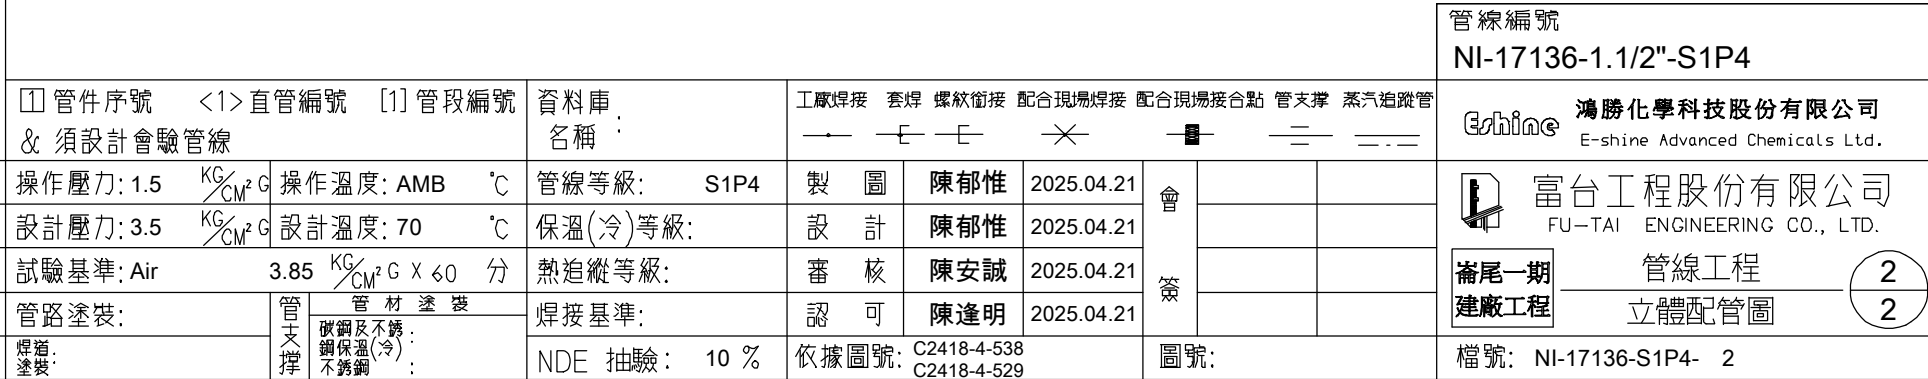 管線編號
NI-17136-1.1/2"-S1P4
1 管件序號 <1>直管編號 [1]管段編號
& 須設計會驗管線
資料庫
名稱 :
工廠焊接 套焊 螺紋銜接 配合現場焊接 配合現場接合點 管支撐 蒸汽追蹤管
Eshine 鴻勝化學科技股份有限公司
E-shine Advanced Chemicals Ltd.
操作壓力: 1.5 KG/CM² G 操作溫度: AMB ℃ 管線等級: S1P4 製圖 陳郁惟 2025.04.21
會簽
富台工程股份有限公司
FU-TAI ENGINEERING CO., LTD.
設計壓力: 3.5 KG/CM² G 設計溫度: 70 ℃ 保溫(冷)等級: 設計 陳郁惟 2025.04.21
試驗基準: Air 3.85 KG/CM² G X 60 分 熱追縱等級: 審核 陳安誠 2025.04.21
崙尾一期
建廠工程
管線工程
立體配管圖
2
2
管路塗裝: 管支撐 管材塗裝 焊接基準: 認可 陳逢明 2025.04.21
碳鋼及不銹 :
鋼保溫(冷)
不銹鋼 :
焊道:
塗裝:
NDE 抽驗: 10 % 依據圖號: C2418-4-538
C2418-4-529
圖號: 檔號: NI-17136-S1P4- 2